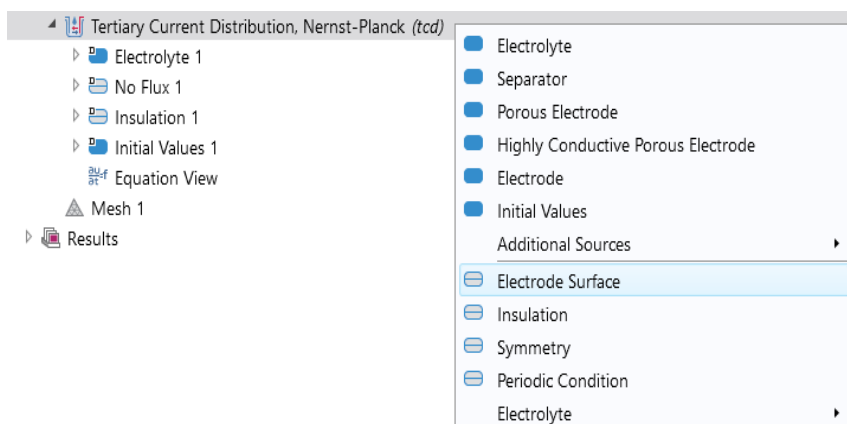 Tertiary Current Distribution, Nernst-Planck (tcd)
D Electrolyte 1
D No Flux 1
D Insulation 1
D Initial Values 1
∂u/∂t=f Equation View
Mesh 1
Results
Electrolyte
Separator
Porous Electrode
Highly Conductive Porous Electrode
Electrode
Initial Values
Additional Sources
Electrode Surface
Insulation
Symmetry
Periodic Condition
Electrolyte